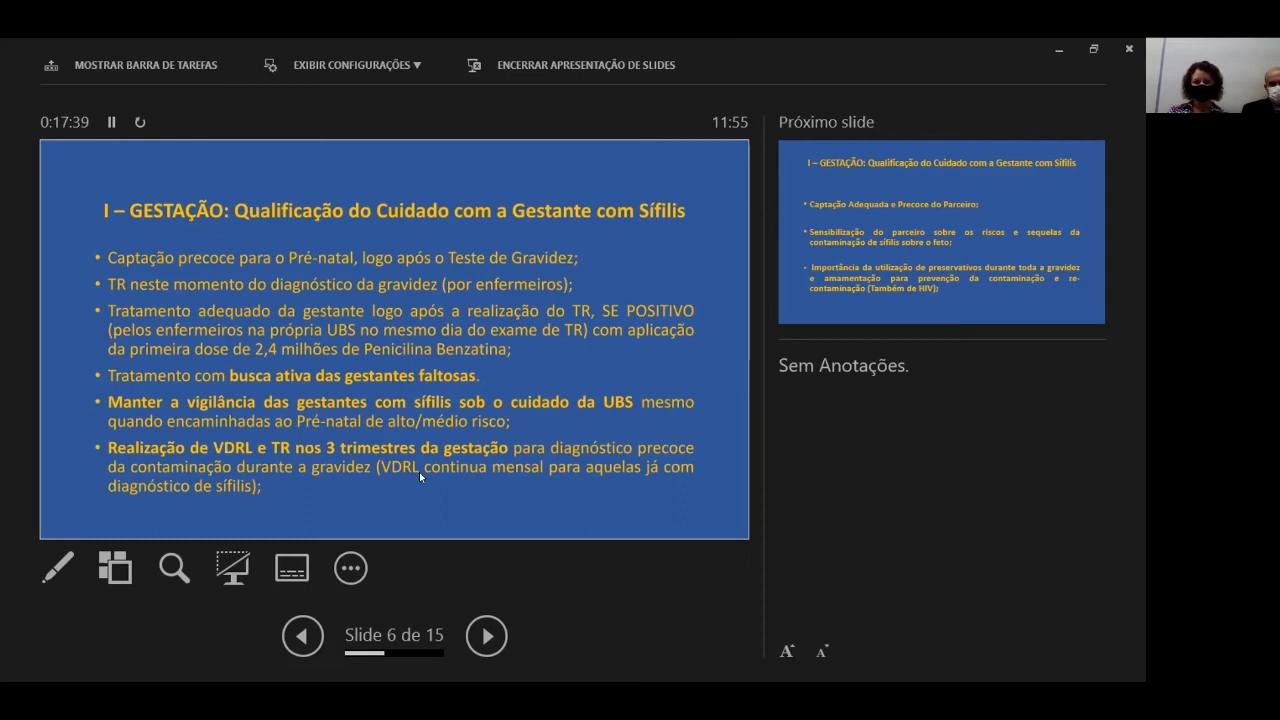 MOSTRAR BARRA DE TAREFAS
EXIBIR CONFIGURAÇÕES ▼
ENCERRAR APRESENTAÇÃO DE SLIDES
0:17:39
11:55
I – GESTAÇÃO: Qualificação do Cuidado com a Gestante com Sífilis
• Captação precoce para o Pré-natal, logo após o Teste de Gravidez;
• TR neste momento do diagnóstico da gravidez (por enfermeiros);
• Tratamento adequado da gestante logo após a realização do TR, SE POSITIVO
(pelos enfermeiros na própria UBS no mesmo dia do exame de TR) com aplicação
da primeira dose de 2,4 milhões de Penicilina Benzatina;
• Tratamento com busca ativa das gestantes faltosas.
• Manter a vigilância das gestantes com sífilis sob o cuidado da UBS mesmo
quando encaminhadas ao Pré-natal de alto/médio risco;
• Realização de VDRL e TR nos 3 trimestres da gestação para diagnóstico precoce
da contaminação durante a gravidez (VDRL continua mensal para aquelas já com
diagnóstico de sífilis);
Slide 6 de 15
Próximo slide
I – GESTAÇÃO: Qualificação do Cuidado com a Gestante com Sífilis
• Captação Adequada e Precoce do Parceiro;
• Sensibilização do parceiro sobre os riscos e sequelas da
contaminação de sífilis sobre o feto;
• Importância da utilização de preservativos durante toda a gravidez
e amamentação para prevenção da contaminação e re-
contaminação (Também de HIV);
Sem Anotações.
A A